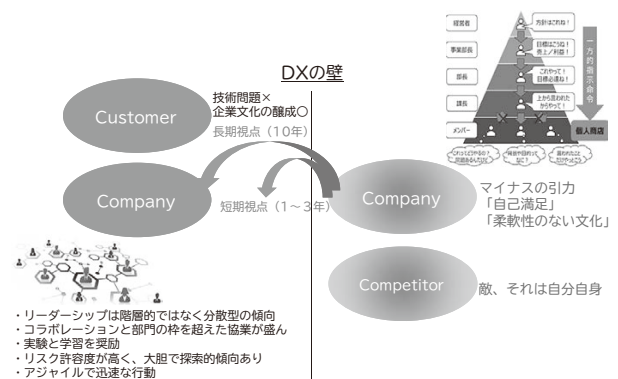 DXの壁
Customer
技術問題×
企業文化の醸成○
長期視点（10年）
Company
短期視点（1～3年）
経営者
方針はこれね！
事業部長
目標はこうね！
売上／利益！
部長
これやって！
目標必達ね！
課長
上から言われた
からやって！
メンバー
一方的指示命令
個人商店
Company
マイナスの引力
「自己満足」
「柔軟性のない文化」
Competitor
敵、それは自分自身
・リーダーシップは階層的ではなく分散型の傾向
・コラボレーションと部門の枠を超えた協業が盛ん
・実験と学習を奨励
・リスク許容度が高く、大胆で探索的傾向あり
・アジャイルで迅速な行動